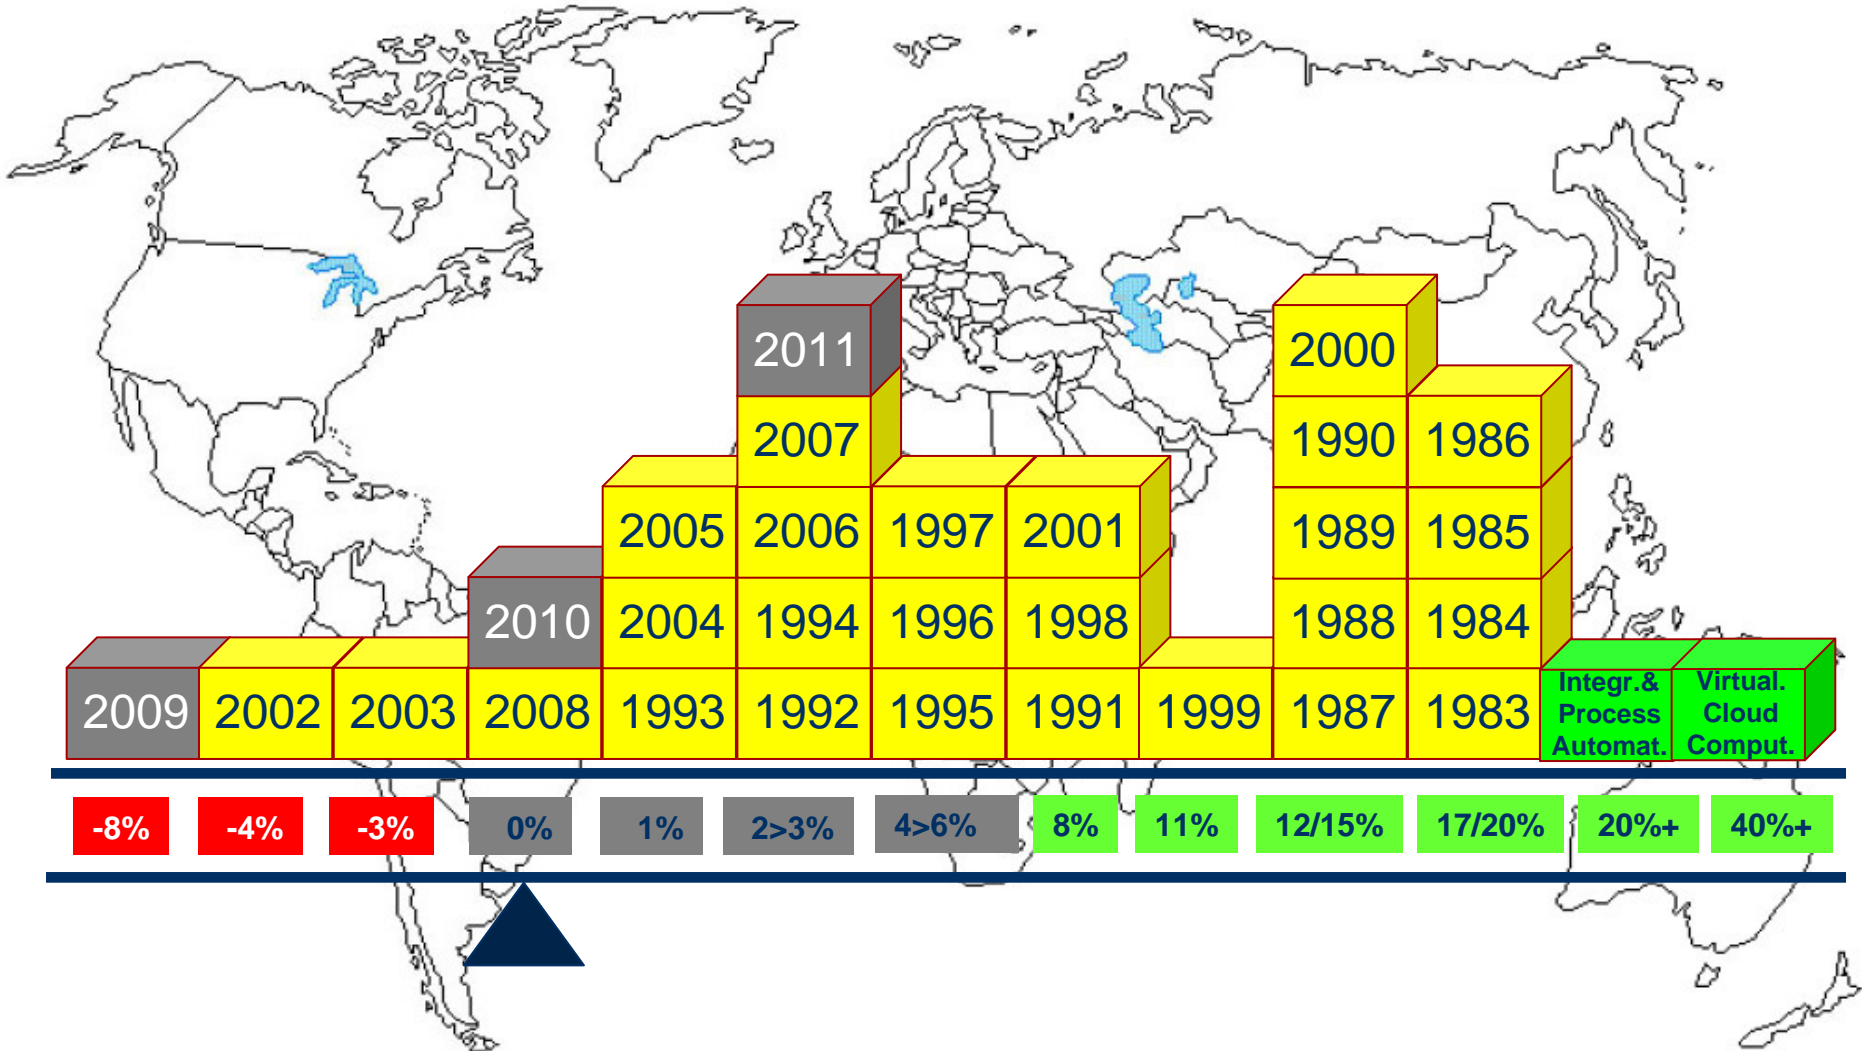 2011 2000
2007 1990 1986
2005 2006 1997 2001 1989 1985
2010 2004 1994 1996 1998 1988 1984
2009 2002 2003 2008 1993 1992 1995 1991 1999 1987 1983
Integr.&
Process
Automat.
Virtual.
Cloud
Comput.
-8% -4% -3% 0% 1% 2>3% 4>6% 8% 11% 12/15% 17/20% 20%+ 40%+